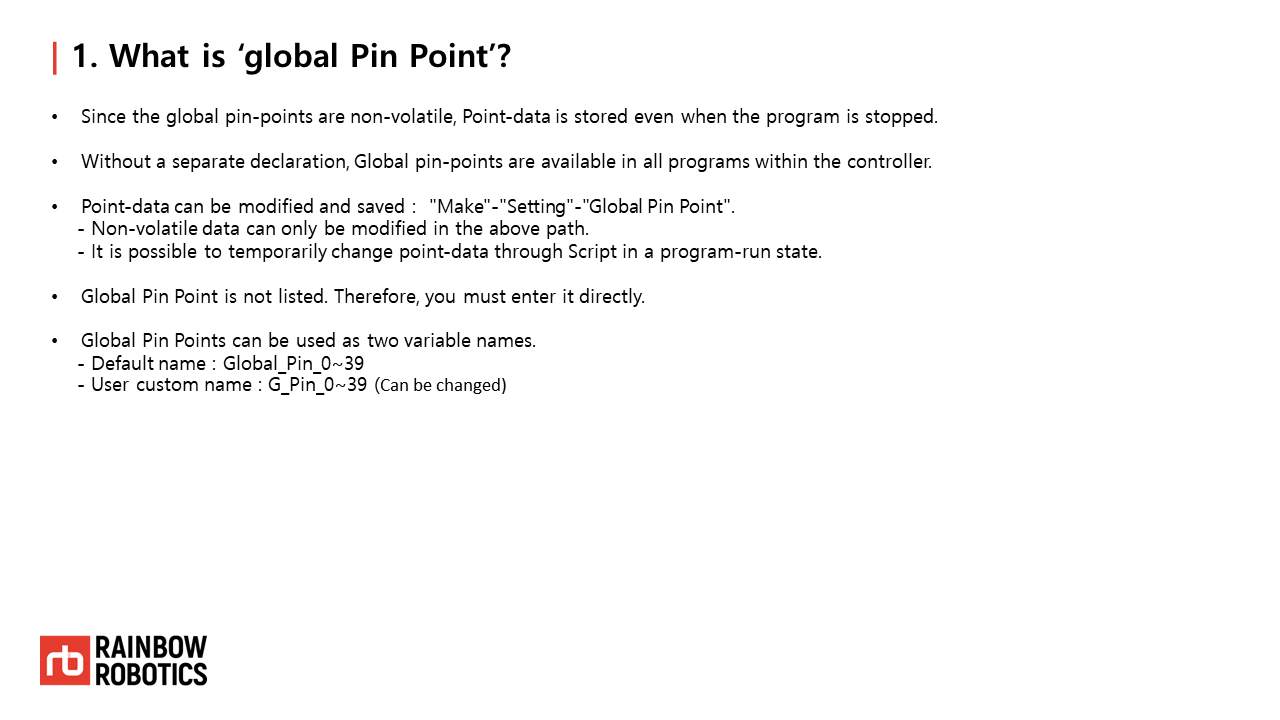 1. What is ‘global Pin Point’?
• Since the global pin-points are non-volatile, Point-data is stored even when the program is stopped.
• Without a separate declaration, Global pin-points are available in all programs within the controller.
• Point-data can be modified and saved : "Make"-"Setting"-"Global Pin Point".
- Non-volatile data can only be modified in the above path.
- It is possible to temporarily change point-data through Script in a program-run state.
• Global Pin Point is not listed. Therefore, you must enter it directly.
• Global Pin Points can be used as two variable names.
- Default name : Global_Pin_0~39
- User custom name : G_Pin_0~39 (Can be changed)
rb
RAINBOW
ROBOTICS